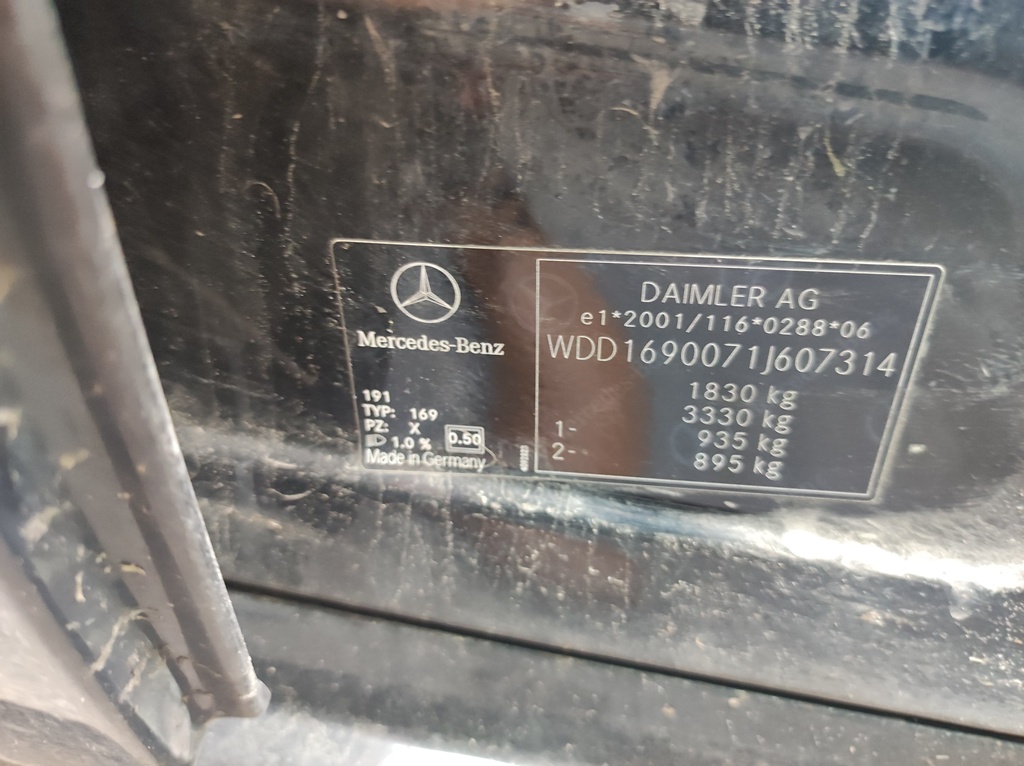 Mercedes-Benz
191
TYP: 169
PZ: X
1.0 % 0.50
Made in Germany
DAIMLER AG
e1*2001/116*0288*06
WDD1690071J607314
1830 kg
3330 kg
1- 935 kg
2- 895 kg